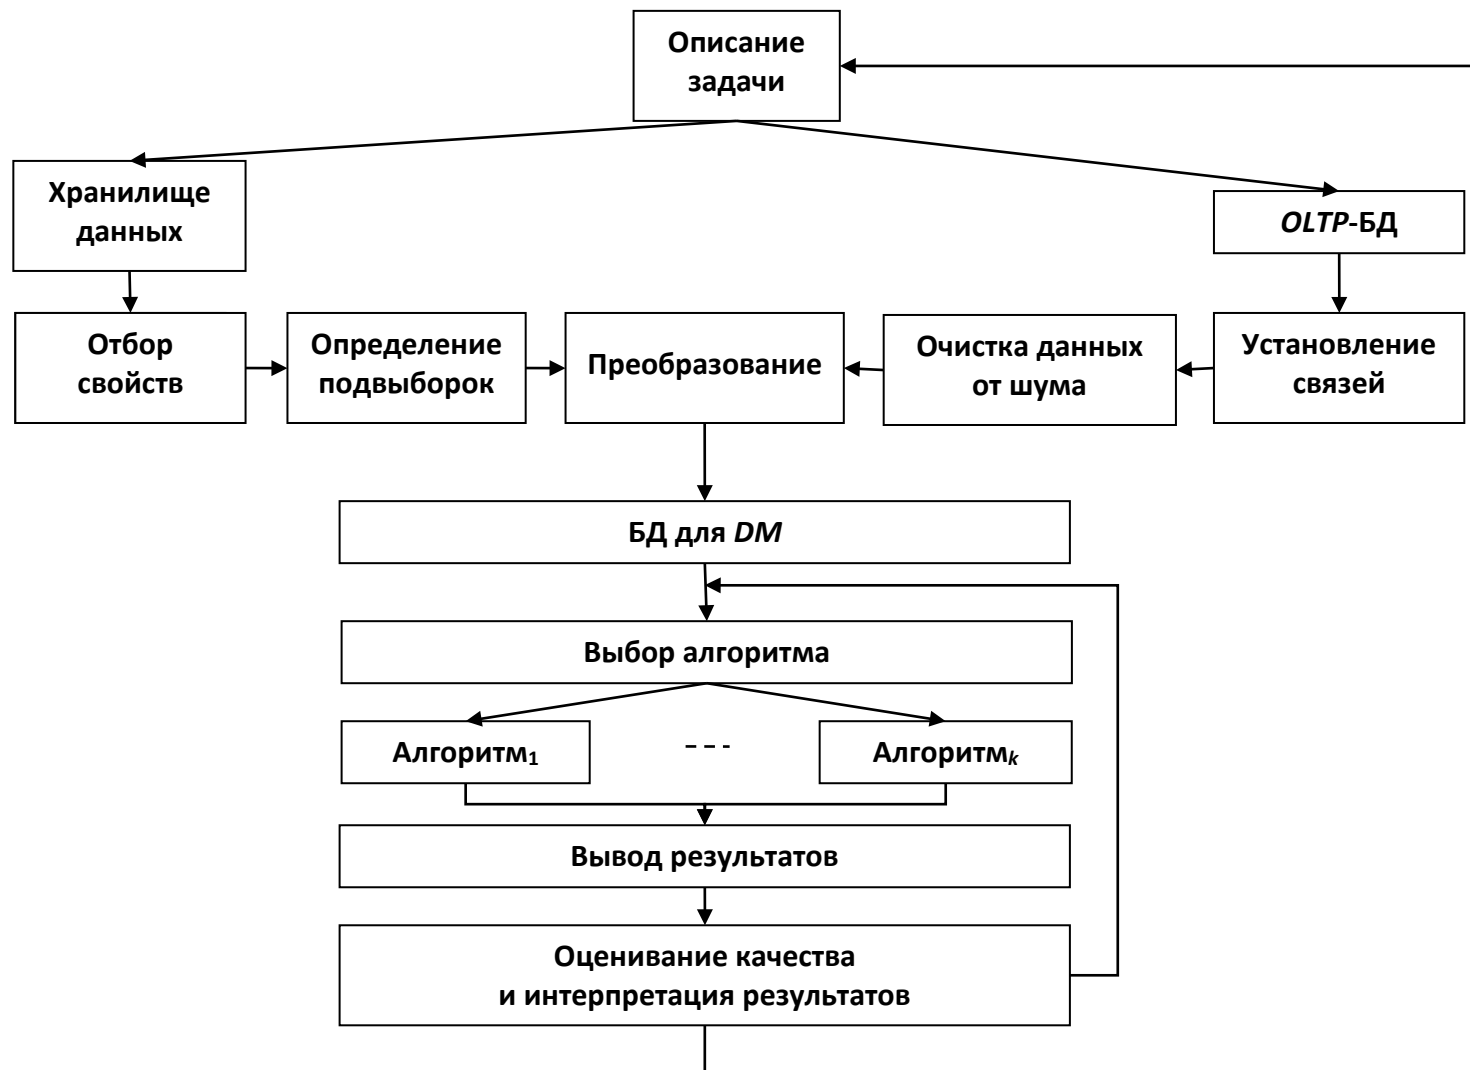 Описание
задачи
Хранилище
данных
OLTP-БД
Отбор
свойств
Определение
подвыборок
Преобразование
Очистка данных
от шума
Установление
связей
БД для DM
Выбор алгоритма
Алгоритм₁
Алгоритмₖ
Вывод результатов
Оценивание качества
и интерпретация результатов